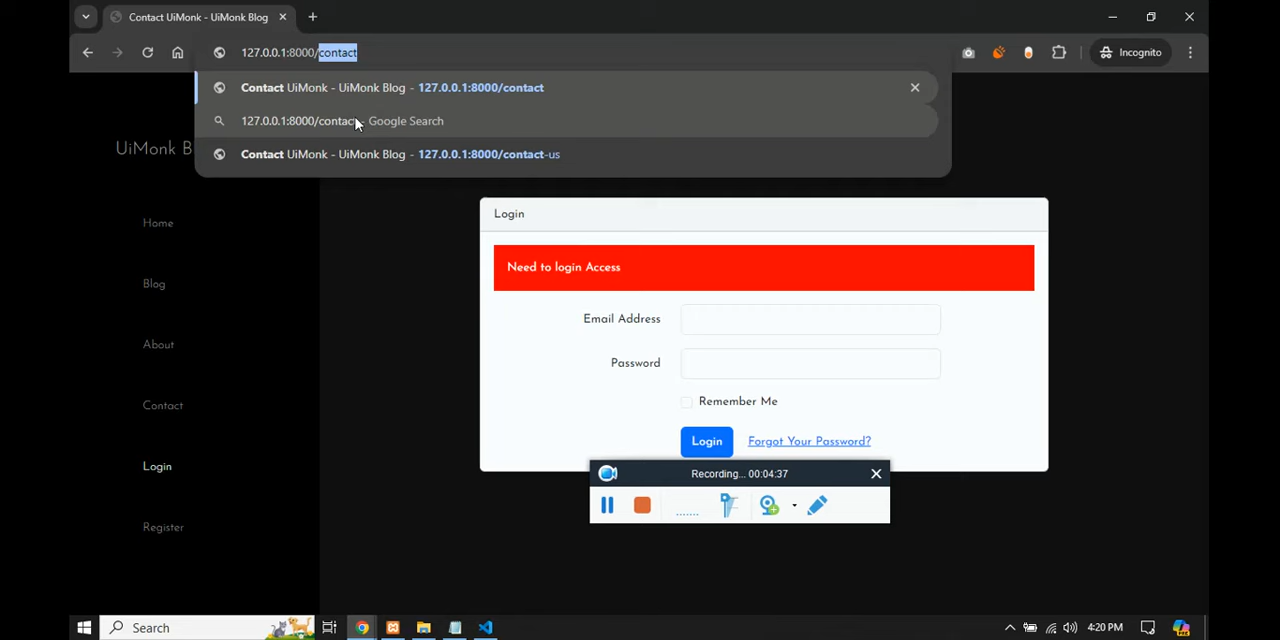 Contact UiMonk - UiMonk Blog
127.0.0.1:8000/contact
Incognito
Contact UiMonk - UiMonk Blog - 127.0.0.1:8000/contact
127.0.0.1:8000/contact - Google Search
Contact UiMonk - UiMonk Blog - 127.0.0.1:8000/contact-us
UiMonk B
Home
Blog
About
Contact
Login
Register
Login
Need to login Access
Email Address
Password
Remember Me
Login Forgot Your Password?
Recording... 00:04:37
Search
4:20 PM